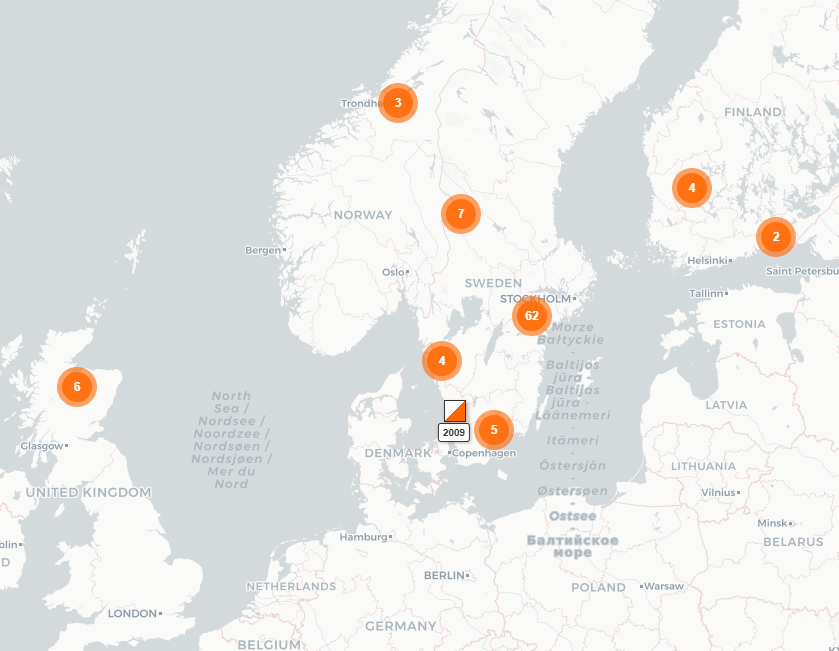 3
Trondh
FINLAND
4
7
NORWAY
2
Bergen
Helsinki
Oslo
Saint Petersbu
SWEDEN
Tallinn
STOCKHOLM
62
ESTONIA
Morze
Bałtyckie
-
Baltijos
jūra -
Baltijas
jūra -
Läänemeri
-
Itämeri
-
Östersjön
-
Østersøen
-
Ostsee
-
Балтийское
море
4
6
North
Sea /
Nordsee /
Noordzee /
Nordsøen /
Nordsjøen /
Mer du
Nord
LATVIA
2009
5
Glasgow
DENMARK
Copenhagen
LITHUANIA
UNITED KINGDOM
Vilnius
Minsk
Hamburg
blin
BELARUS
D
BERLIN
NETHERLANDS
POLAND
Warsaw
LONDON
GERMANY
BELGIUM